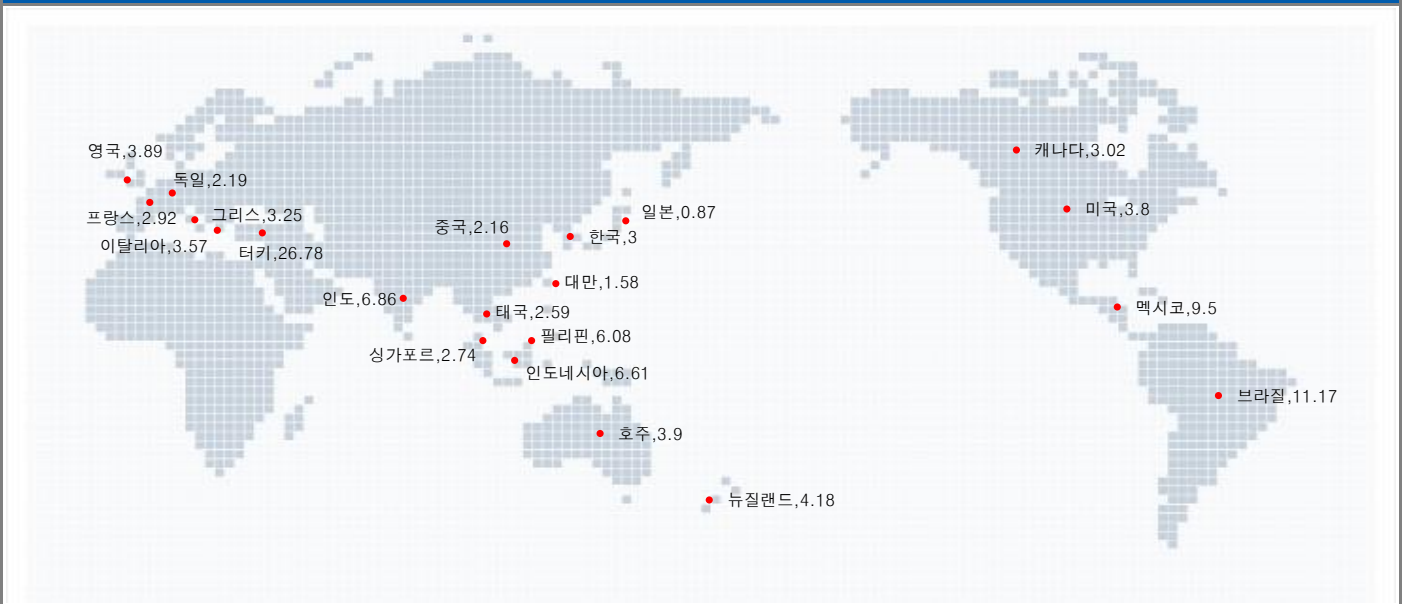 영국,3.89
캐나다,3.02
독일,2.19
미국,3.8
일본,0.87
그리스,3.25
프랑스,2.92
중국,2.16
한국,3
이탈리아,3.57
터키,26.78
대만,1.58
인도,6.86
멕시코,9.5
태국,2.59
필리핀,6.08
싱가포르,2.74
인도네시아,6.61
브라질,11.17
호주,3.9
뉴질랜드,4.18